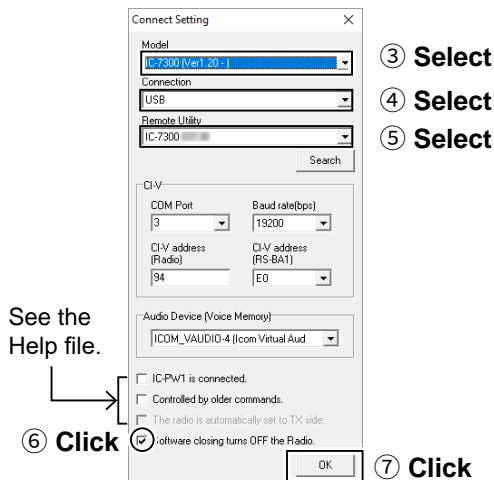 Connect Setting
Model
IC-7300 (Ver1.20 - )
③ Select
Connection
USB
④ Select
Remote Utility
IC-7300
⑤ Select
Search
CI-V
COM Port Baud rate(bps)
3 19200
CI-V address (Radio) CI-V address (RS-BA1)
94 E0
Audio Device (Voice Memory)
ICOM_VAUDIO-4 (Icom Virtual Aud
See the
Help file.
IC-PW1 is connected.
Controlled by older commands.
The radio is automatically set to TX side.
⑥ Click
Software closing turns OFF the Radio.
OK
⑦ Click